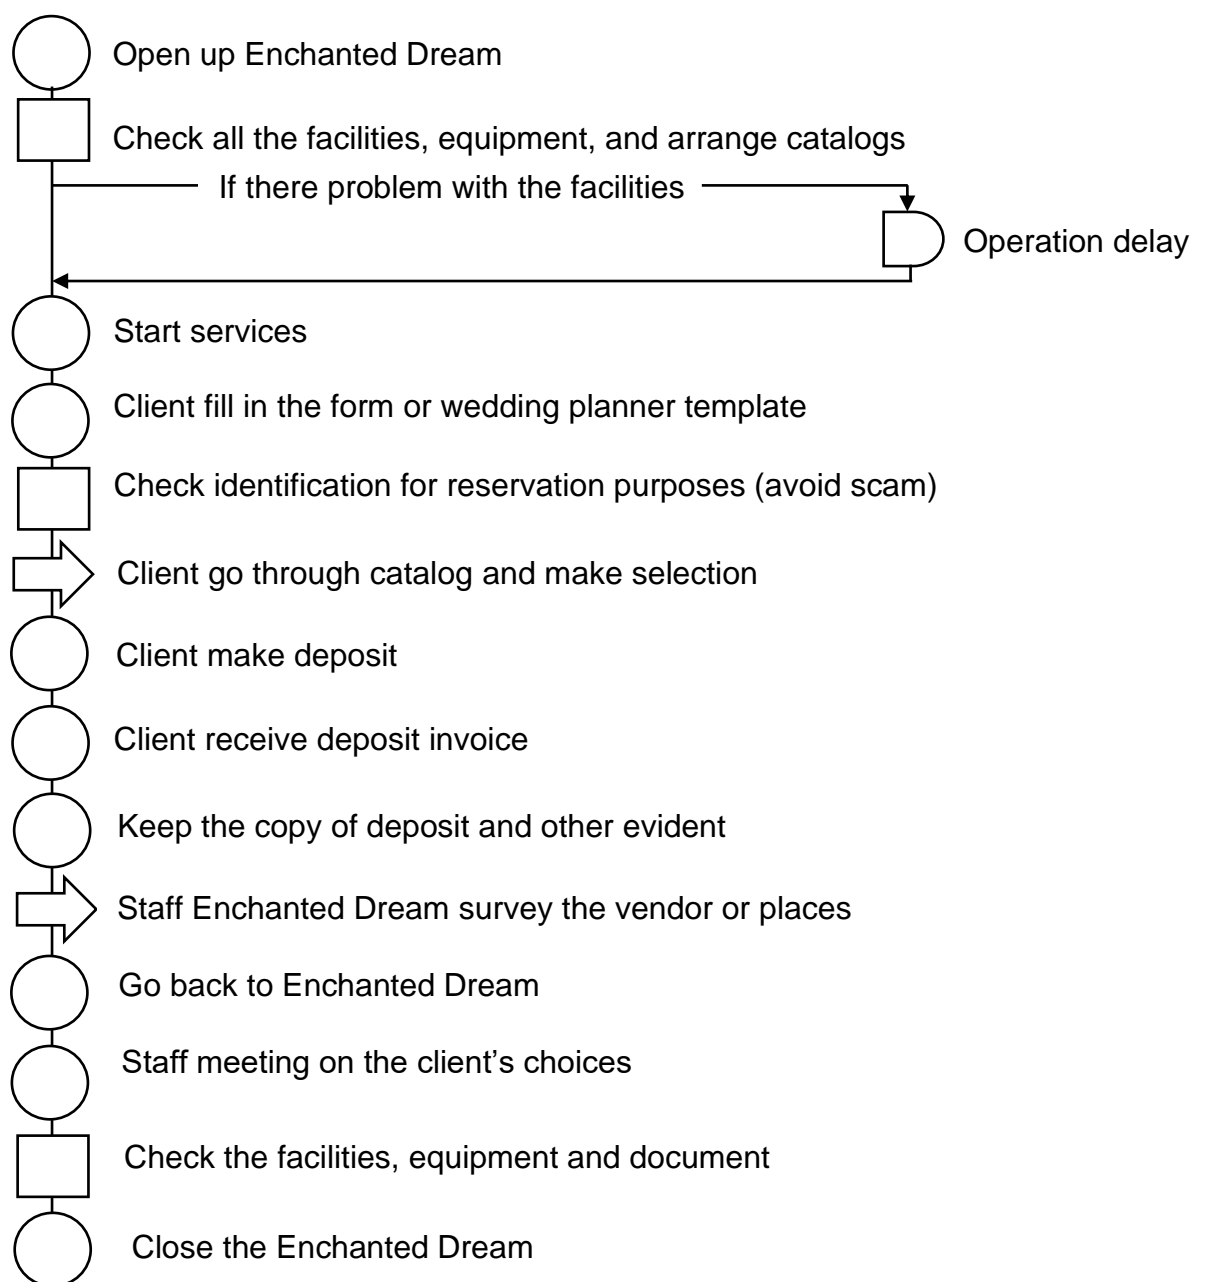 Open up Enchanted Dream
Check all the facilities, equipment, and arrange catalogs
If there problem with the facilities
Operation delay
Start services
Client fill in the form or wedding planner template
Check identification for reservation purposes (avoid scam)
Client go through catalog and make selection
Client make deposit
Client receive deposit invoice
Keep the copy of deposit and other evident
Staff Enchanted Dream survey the vendor or places
Go back to Enchanted Dream
Staff meeting on the client’s choices
Check the facilities, equipment and document
Close the Enchanted Dream